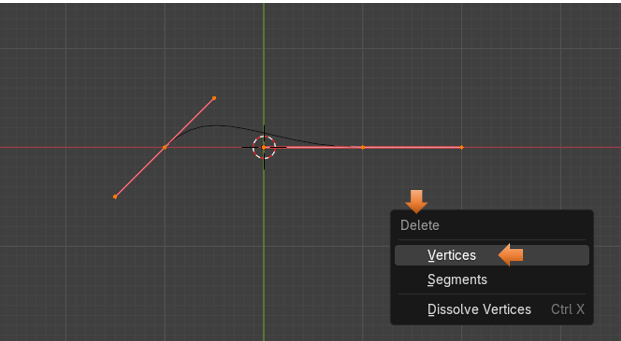 Delete
Vertices
Segments
Dissolve Vertices Ctrl X